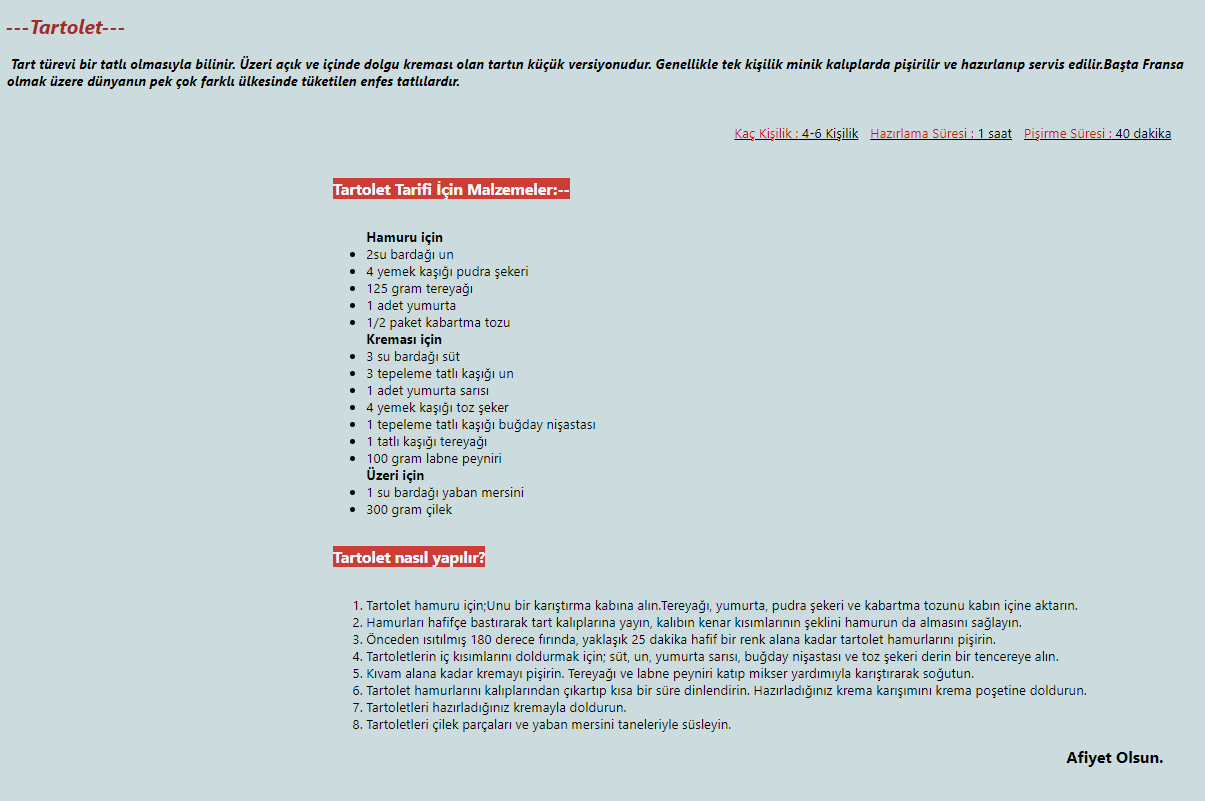 ---Tartolet---
Tart türevi bir tatlı olmasıyla bilinir. Üzeri açık ve içinde dolgu kreması olan tartın küçük versiyonudur. Genellikle tek kişilik minik kalıplarda pişirilir ve hazırlanıp servis edilir.Başta Fransa
olmak üzere dünyanın pek çok farklı ülkesinde tüketilen enfes tatlılardır.
Kaç Kişilik : 4-6 Kişilik Hazırlama Süresi : 1 saat Pişirme Süresi : 40 dakika
Tartolet Tarifi İçin Malzemeler:--
Hamuru için
• 2su bardağı un
• 4 yemek kaşığı pudra şekeri
• 125 gram tereyağı
• 1 adet yumurta
• 1/2 paket kabartma tozu
Kreması için
• 3 su bardağı süt
• 3 tepeleme tatlı kaşığı un
• 1 adet yumurta sarısı
• 4 yemek kaşığı toz şeker
• 1 tepeleme tatlı kaşığı buğday nişastası
• 1 tatlı kaşığı tereyağı
• 100 gram labne peyniri
Üzeri için
• 1 su bardağı yaban mersini
• 300 gram çilek
Tartolet nasıl yapılır?
1. Tartolet hamuru için;Unu bir karıştırma kabına alın.Tereyağı, yumurta, pudra şekeri ve kabartma tozunu kabın içine aktarın.
2. Hamurları hafifçe bastırarak tart kalıplarına yayın, kalıbın kenar kısımlarının şeklini hamurun da almasını sağlayın.
3. Önceden ısıtılmış 180 derece fırında, yaklaşık 25 dakika hafif bir renk alana kadar tartolet hamurlarını pişirin.
4. Tartoletlerin iç kısımlarını doldurmak için; süt, un, yumurta sarısı, buğday nişastası ve toz şekeri derin bir tencereye alın.
5. Kıvam alana kadar kremayı pişirin. Tereyağı ve labne peyniri katıp mikser yardımıyla karıştırarak soğutun.
6. Tartolet hamurlarını kalıplarından çıkartıp kısa bir süre dinlendirin. Hazırladığınız krema karışımını krema poşetine doldurun.
7. Tartoletleri hazırladığınız kremayla doldurun.
8. Tartoletleri çilek parçaları ve yaban mersini taneleriyle süsleyin.
Afiyet Olsun.